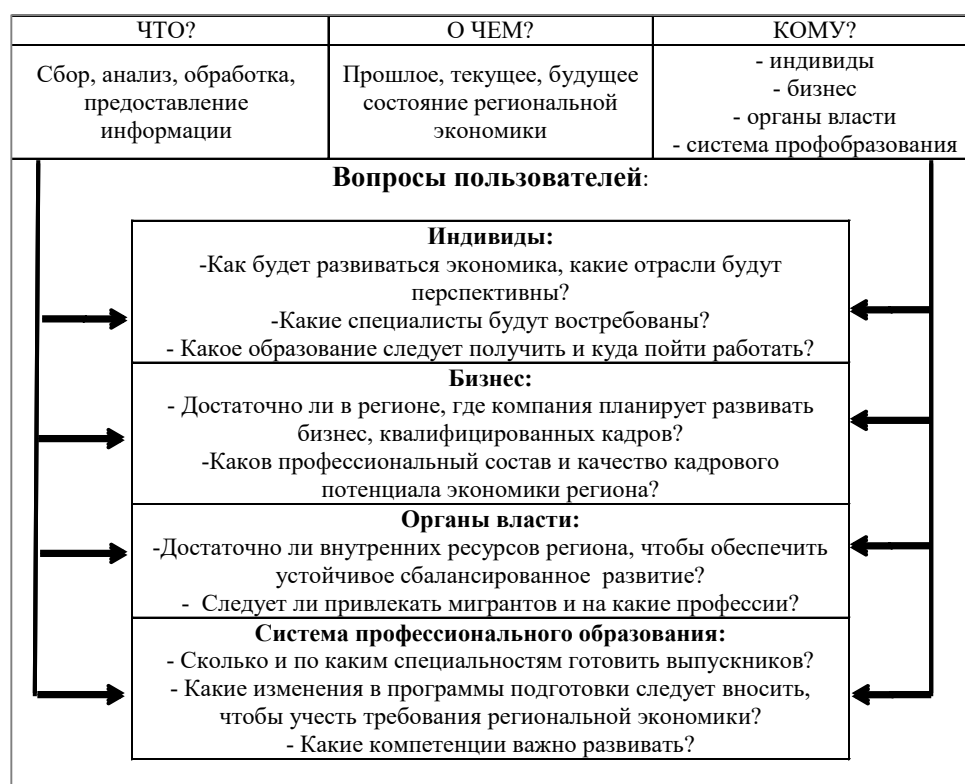 ЧТО?
О ЧЕМ?
КОМУ?
Сбор, анализ, обработка,
предоставление
информации
Прошлое, текущее, будущее
состояние региональной
экономики
- индивиды
- бизнес
- органы власти
- система профобразования
Вопросы пользователей:
Индивиды:
-Как будет развиваться экономика, какие отрасли будут
перспективны?
-Какие специалисты будут востребованы?
- Какое образование следует получить и куда пойти работать?
Бизнес:
- Достаточно ли в регионе, где компания планирует развивать
бизнес, квалифицированных кадров?
-Каков профессиональный состав и качество кадрового
потенциала экономики региона?
Органы власти:
-Достаточно ли внутренних ресурсов региона, чтобы обеспечить
устойчивое сбалансированное  развитие?
-  Следует ли привлекать мигрантов и на какие профессии?
Система профессионального образования:
- Сколько и по каким специальностям готовить выпускников?
- Какие изменения в программы подготовки следует вносить,
чтобы учесть требования региональной экономики?
- Какие компетенции важно развивать?